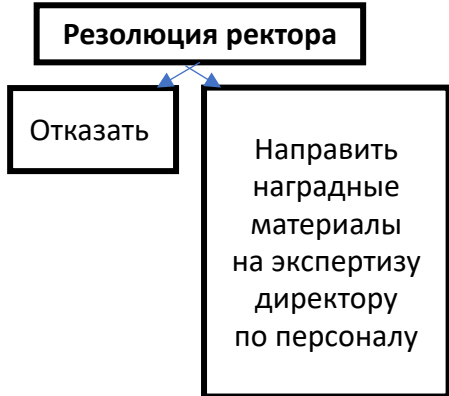 Резолюция ректора
Отказать
Направить
наградные
материалы
на экспертизу
директору
по персоналу